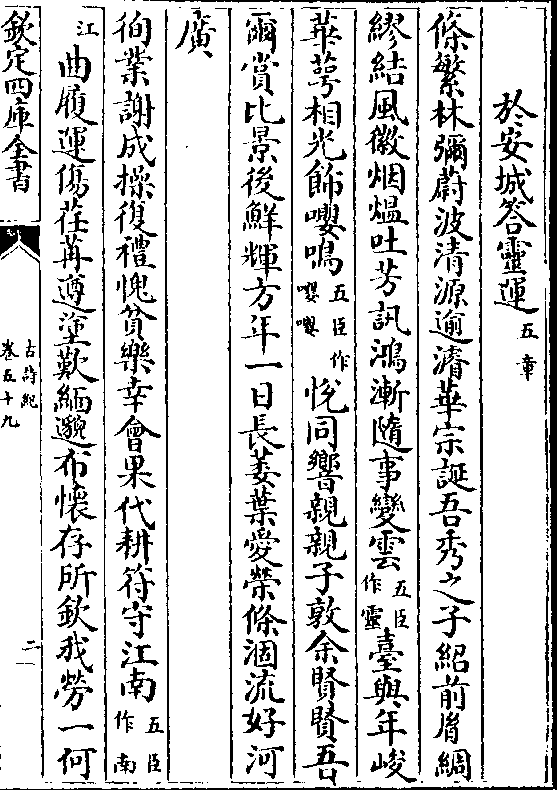 於安城答靈運五章
條繁林彌蔚波清源逾濬華宗誕吾秀之子紹前胤綢
繆結風徽烟熅吐芳訊鴻漸隨事變雲五臣作靈臺與年峻
華萼相光飾嚶鳴五臣作嚶嚶悅同響親親子敦余賢賢吾
爾賞比景後鮮輝方年一日長萎葉愛榮條涸流好河
廣
徇業謝成操復禮愧貧樂幸會果代耕符守江南五臣作南
江曲履運傷荏苒遵塗歎緬邈布懷存所欽我勞一何
欽定四庫全書
古詩紀
卷五十九
二